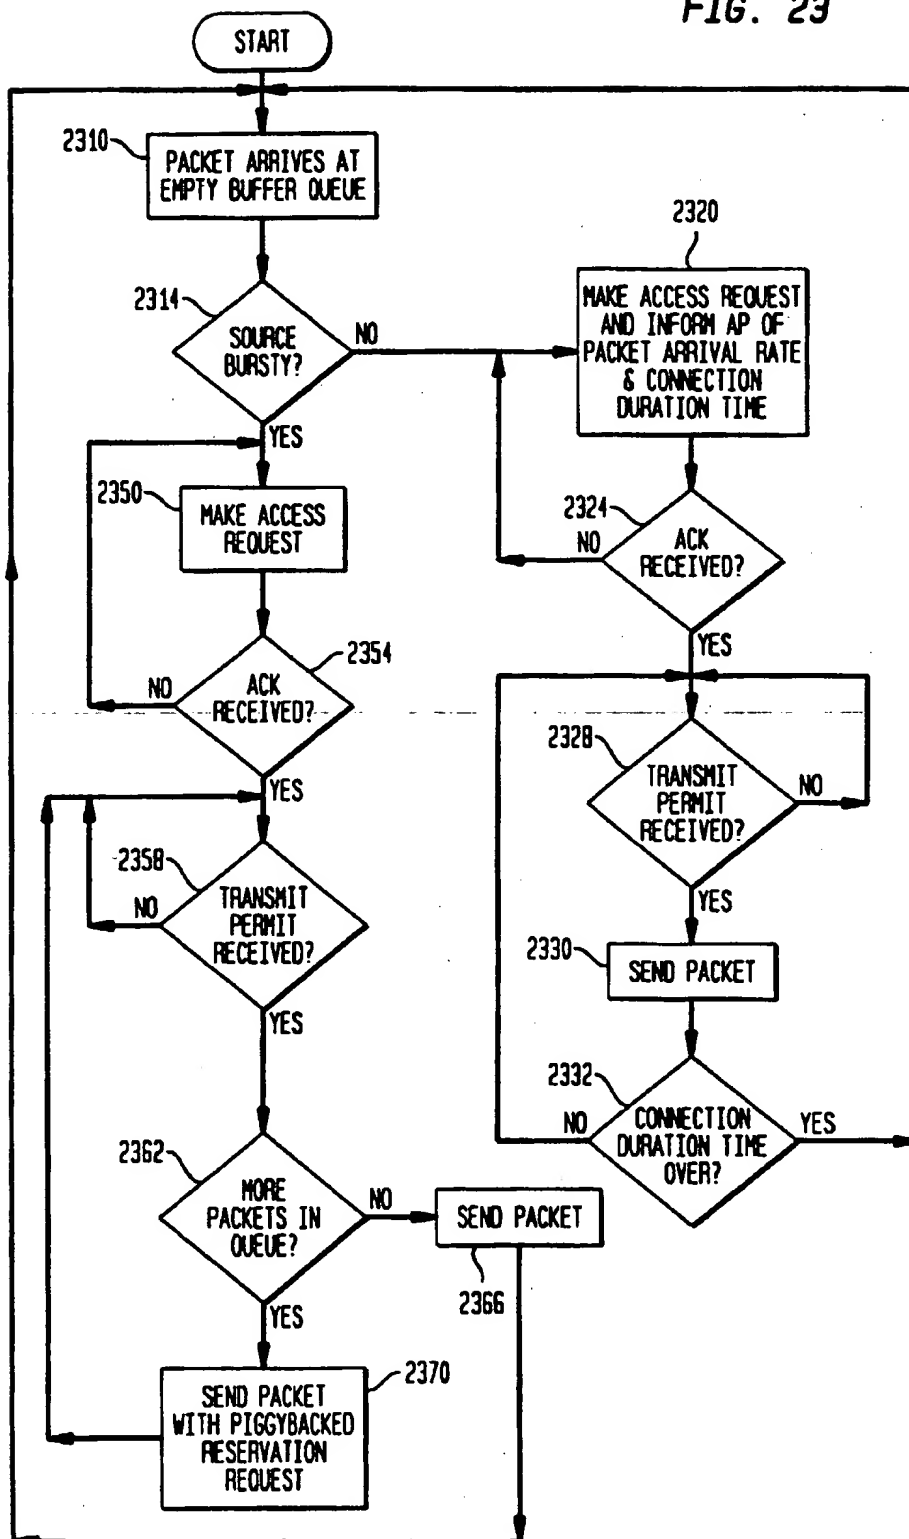 FIG. 23
START
2310
PACKET ARRIVES AT
EMPTY BUFFER QUEUE
2314
SOURCE
BURSTY?
NO
YES
2320
MAKE ACCESS REQUEST
AND INFORM AP OF
PACKET ARRIVAL RATE
& CONNECTION
DURATION TIME
2324
ACK
RECEIVED?
NO
YES
2350
MAKE ACCESS
REQUEST
2354
ACK
RECEIVED?
NO
YES
2328
TRANSMIT
PERMIT
RECEIVED?
NO
YES
2330
SEND PACKET
2332
CONNECTION
DURATION TIME
OVER?
NO
YES
2358
TRANSMIT
PERMIT
RECEIVED?
NO
YES
2362
MORE
PACKETS IN
QUEUE?
NO
YES
SEND PACKET
2366
2370
SEND PACKET
WITH PIGGYBACKED
RESERVATION
REQUEST